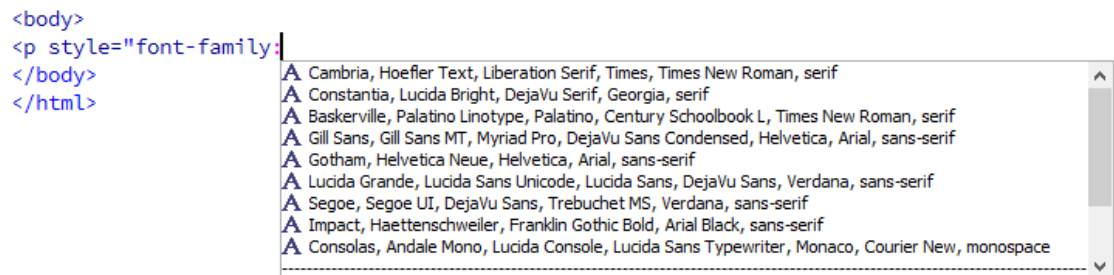 <body>
<p style="font-family:
</body>
</html>
Cambria, Hoefler Text, Liberation Serif, Times, Times New Roman, serif
Constantia, Lucida Bright, DejaVu Serif, Georgia, serif
Baskerville, Palatino Linotype, Palatino, Century Schoolbook L, Times New Roman, serif
Gill Sans, Gill Sans MT, Myriad Pro, DejaVu Sans Condensed, Helvetica, Arial, sans-serif
Gotham, Helvetica Neue, Helvetica, Arial, sans-serif
Lucida Grande, Lucida Sans Unicode, Lucida Sans, DejaVu Sans, Verdana, sans-serif
Segoe, Segoe UI, DejaVu Sans, Trebuchet MS, Verdana, sans-serif
Impact, Haettenschweiler, Franklin Gothic Bold, Arial Black, sans-serif
Consolas, Andale Mono, Lucida Console, Lucida Sans Typewriter, Monaco, Courier New, monospace